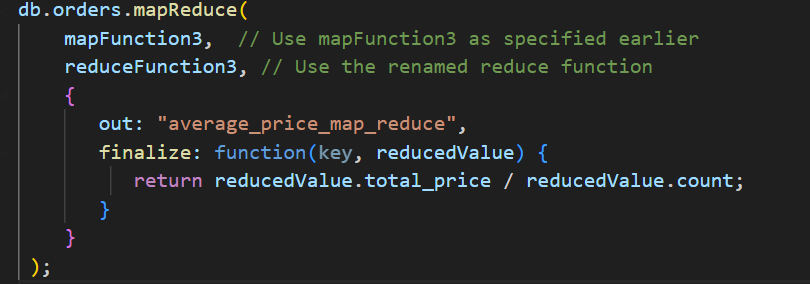 db.orders.mapReduce(
    mapFunction3,  // Use mapFunction3 as specified earlier
    reduceFunction3, // Use the renamed reduce function
    {
       out: "average_price_map_reduce",
       finalize: function(key, reducedValue) {
          return reducedValue.total_price / reducedValue.count;
       }
    }
 );